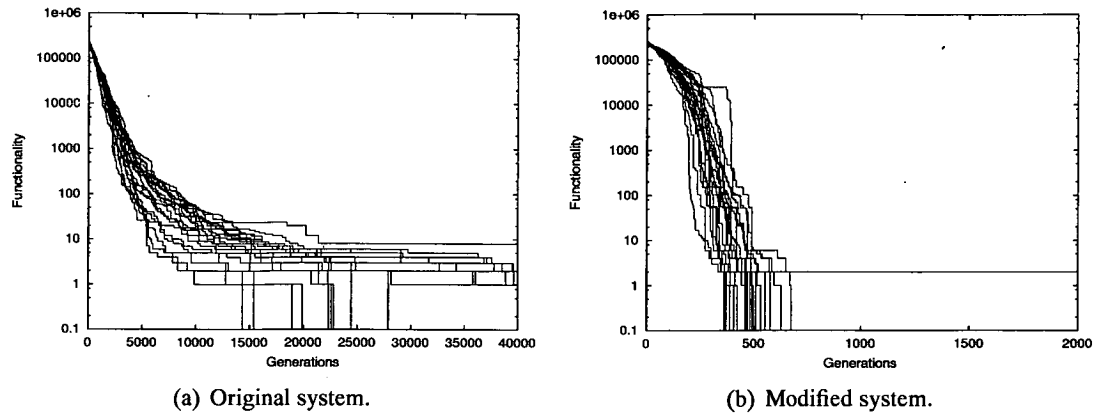 1e+06
100000
10000
1000
100
10
1
0.1
Functionality
0 5000 10000 15000 20000 25000 30000 35000 40000
Generations
(a) Original system.
1e+06
100000
10000
1000
100
10
1
0.1
Functionality
0 500 1000 1500 2000
Generations
(b) Modified system.